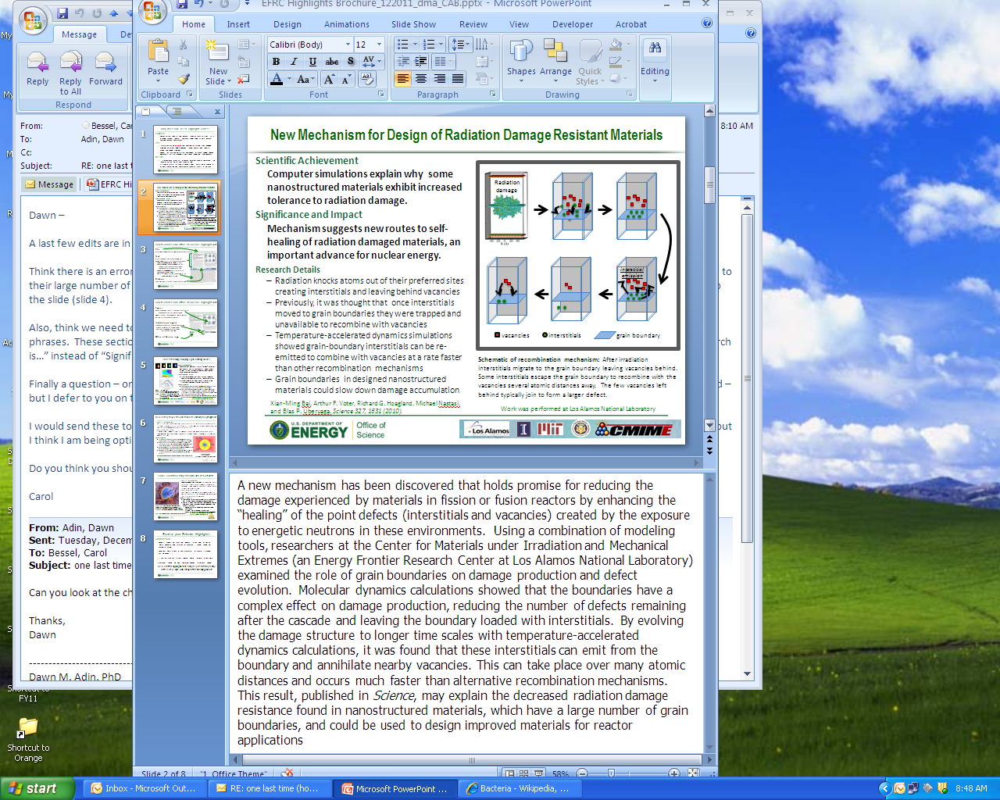 EFRC Highlights Brochure_122011_dma_CAB.pptx - Microsoft PowerPoint
Message
Reply
Reply to All
Forward
Respond
From: Bessel, Car
To: Adin, Dawn
Cc:
Subject: RE: one last t
8:10 AM
Message
EFRC Hi
Dawn –
A last few edits are in
Think there is an error
their large number of
the slide (slide 4).
Also, think we need to
phrases. These sectio
is…” instead of “Signif
Finally a question – or
but I defer to you on t
I would send these to
I think I am being opti
Do you think you shou
Carol
From: Adin, Dawn
Sent: Tuesday, Decem
To: Bessel, Carol
Subject: one last time
Can you look at the ch
Thanks,
Dawn
Dawn M. Adin, PhD
Home Insert Design Animations Slide Show Review View Developer Acrobat
Paste
Clipboard
New Slide
Slides
Calibri (Body) 12
B I U abc S AV
A Aa A A
Font
Paragraph
Shapes Arrange Quick Styles
Drawing
Editing
1
2
3
4
5
6
7
8
New Mechanism for Design of Radiation Damage Resistant Materials
Scientific Achievement
Computer simulations explain why some
nanostructured materials exhibit increased
tolerance to radiation damage.
Significance and Impact
Mechanism suggests new routes to self-
healing of radiation damaged materials, an
important advance for nuclear energy.
Research Details
– Radiation knocks atoms out of their preferred sites
creating interstitials and leaving behind vacancies
– Previously, it was thought that once interstitials
moved to grain boundaries they were trapped and
unavailable to recombine with vacancies
– Temperature-accelerated dynamics simulations
showed grain-boundary interstitials can be re-
emitted to combine with vacancies at a rate faster
than other recombination mechanisms
– Grain boundaries in designed nanostructured
materials could slow down damage accumulation
Xian-Ming Bai, Arthur F. Voter, Richard G. Hoagland, Michael Nastasi,
and Blas P. Uberuaga, Science 327, 1631 (2010).
Radiation
damage
Interstitial
emission
vacancies interstitials grain boundary
Schematic of recombination mechanism: After irradiation
interstitials migrate to the grain boundary leaving vacancies behind.
Some interstitials escape the grain boundary to recombine with the
vacancies several atomic distances away. The few vacancies left
behind typically join to form a larger defect.
Work was performed at Los Alamos National Laboratory
U.S. DEPARTMENT OF
ENERGY
Office of
Science
Los Alamos
I
MIT
CMIME
A new mechanism has been discovered that holds promise for reducing the
damage experienced by materials in fission or fusion reactors by enhancing the
“healing” of the point defects (interstitials and vacancies) created by the exposure
to energetic neutrons in these environments. Using a combination of modeling
tools, researchers at the Center for Materials under Irradiation and Mechanical
Extremes (an Energy Frontier Research Center at Los Alamos National Laboratory)
examined the role of grain boundaries on damage production and defect
evolution. Molecular dynamics calculations showed that the boundaries have a
complex effect on damage production, reducing the number of defects remaining
after the cascade and leaving the boundary loaded with interstitials. By evolving
the damage structure to longer time scales with temperature-accelerated
dynamics calculations, it was found that these interstitials can emit from the
boundary and annihilate nearby vacancies. This can take place over many atomic
distances and occurs much faster than alternative recombination mechanisms.
This result, published in Science, may explain the decreased radiation damage
resistance found in nanostructured materials, which have a large number of grain
boundaries, and could be used to design improved materials for reactor
applications
Slide 2 of 8
"1_Office Theme"
58%
Shortcut to
FY11
Shortcut to
Orange
start
Inbox - Microsoft Out...
RE: one last time (ho...
Microsoft PowerPoint ...
Bacteria - Wikipedia, ...
8:48 AM